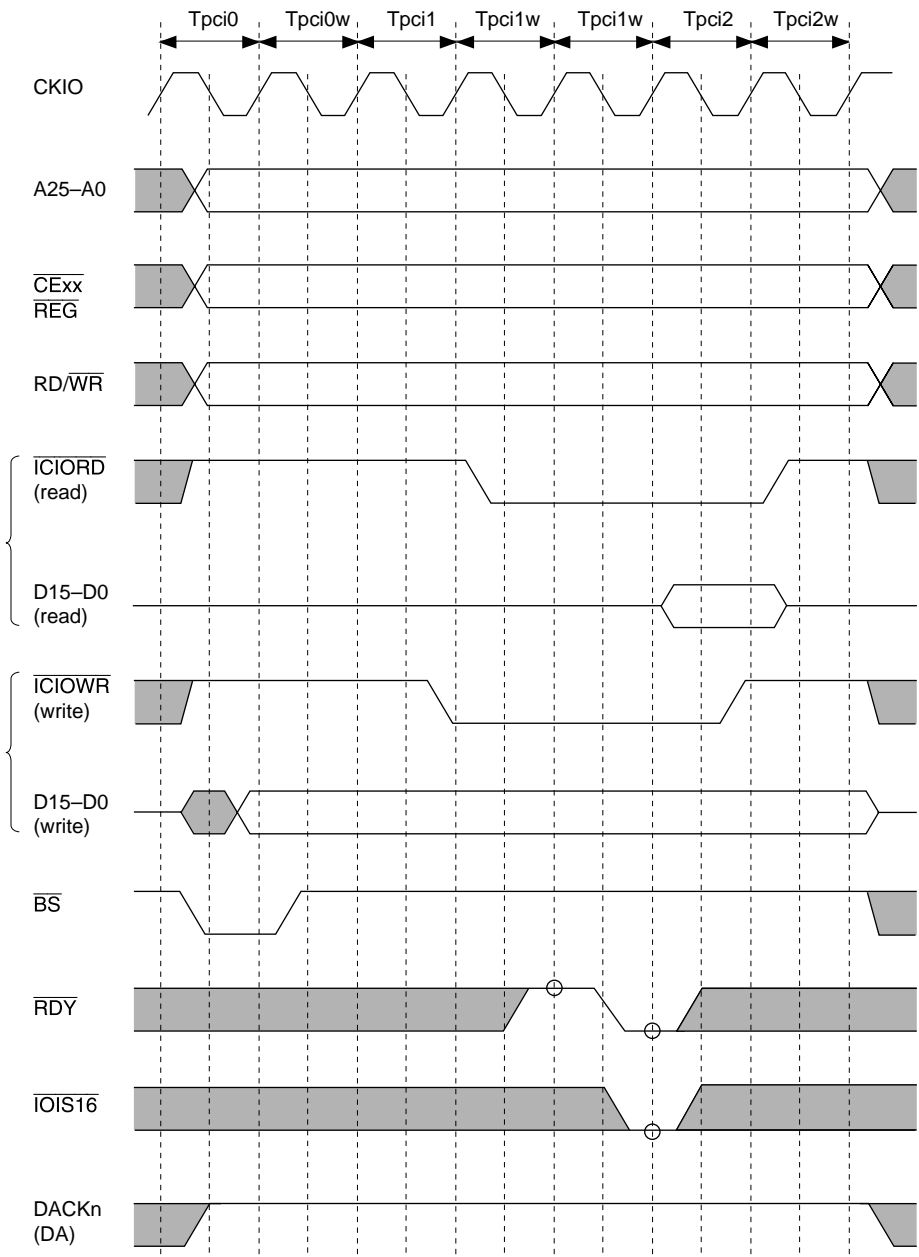 Tpci0 Tpci0w Tpci1 Tpci1w Tpci1w Tpci2 Tpci2w
CKIO
A25–A0
CExx
REG
RD/WR
ICIORD
(read)
D15–D0
(read)
ICIOWR
(write)
D15–D0
(write)
BS
RDY
IOIS16
DACKn
(DA)